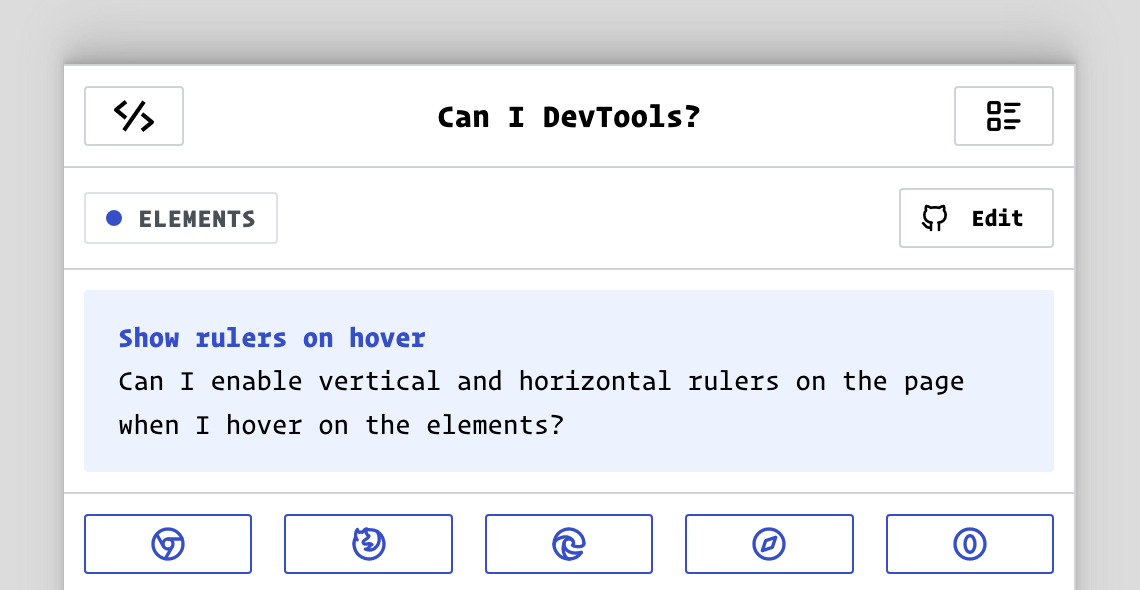 Can I DevTools?
ELEMENTS
Edit
Show rulers on hover
Can I enable vertical and horizontal rulers on the page
when I hover on the elements?